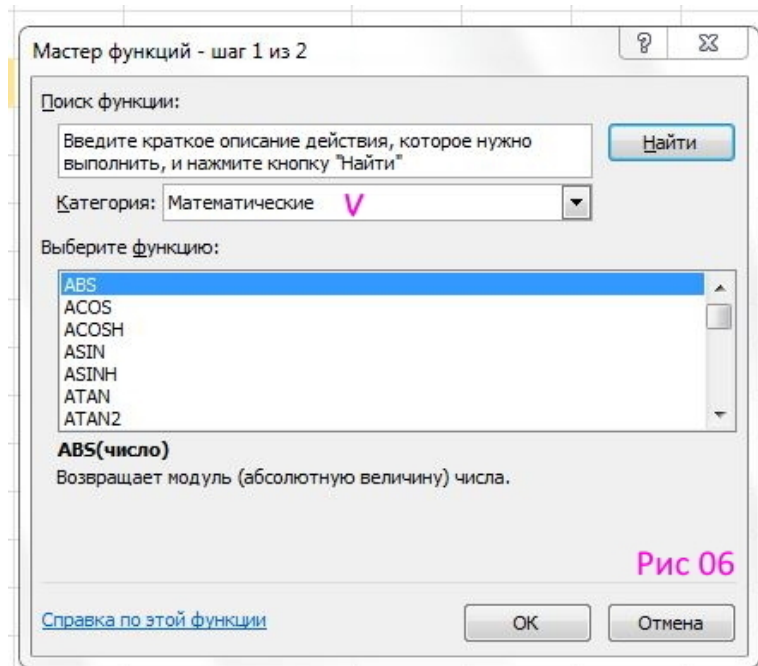 Мастер функций - шаг 1 из 2
Поиск функции:
Введите краткое описание действия, которое нужно
выполнить, и нажмите кнопку "Найти"
Найти
Категория: Математические V
Выберите функцию:
ABS
ACOS
ACOSH
ASIN
ASINH
ATAN
ATAN2
ABS(число)
Возвращает модуль (абсолютную величину) числа.
Рис 06
Справка по этой функции
ОК
Отмена